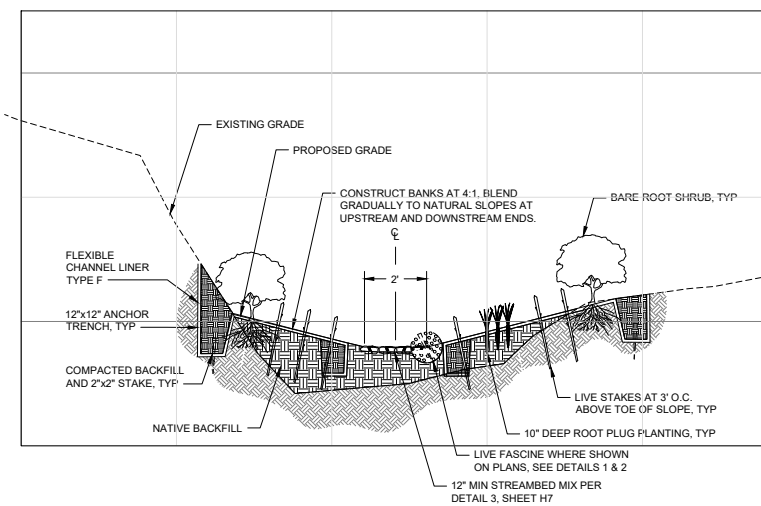 EXISTING GRADE
PROPOSED GRADE
CONSTRUCT BANKS AT 4:1, BLEND
GRADUALLY TO NATURAL SLOPES AT
UPSTREAM AND DOWNSTREAM ENDS.
BARE ROOT SHRUB, TYP
℄
2'
FLEXIBLE
CHANNEL LINER
TYPE F
12"x12" ANCHOR
TRENCH, TYP
COMPACTED BACKFILL
AND 2"x2" STAKE, TYP
NATIVE BACKFILL
LIVE STAKES AT 3' O.C.
ABOVE TOE OF SLOPE, TYP
10" DEEP ROOT PLUG PLANTING, TYP
LIVE FASCINE WHERE SHOWN
ON PLANS, SEE DETAILS 1 & 2
12" MIN STREAMBED MIX PER
DETAIL 3, SHEET H7